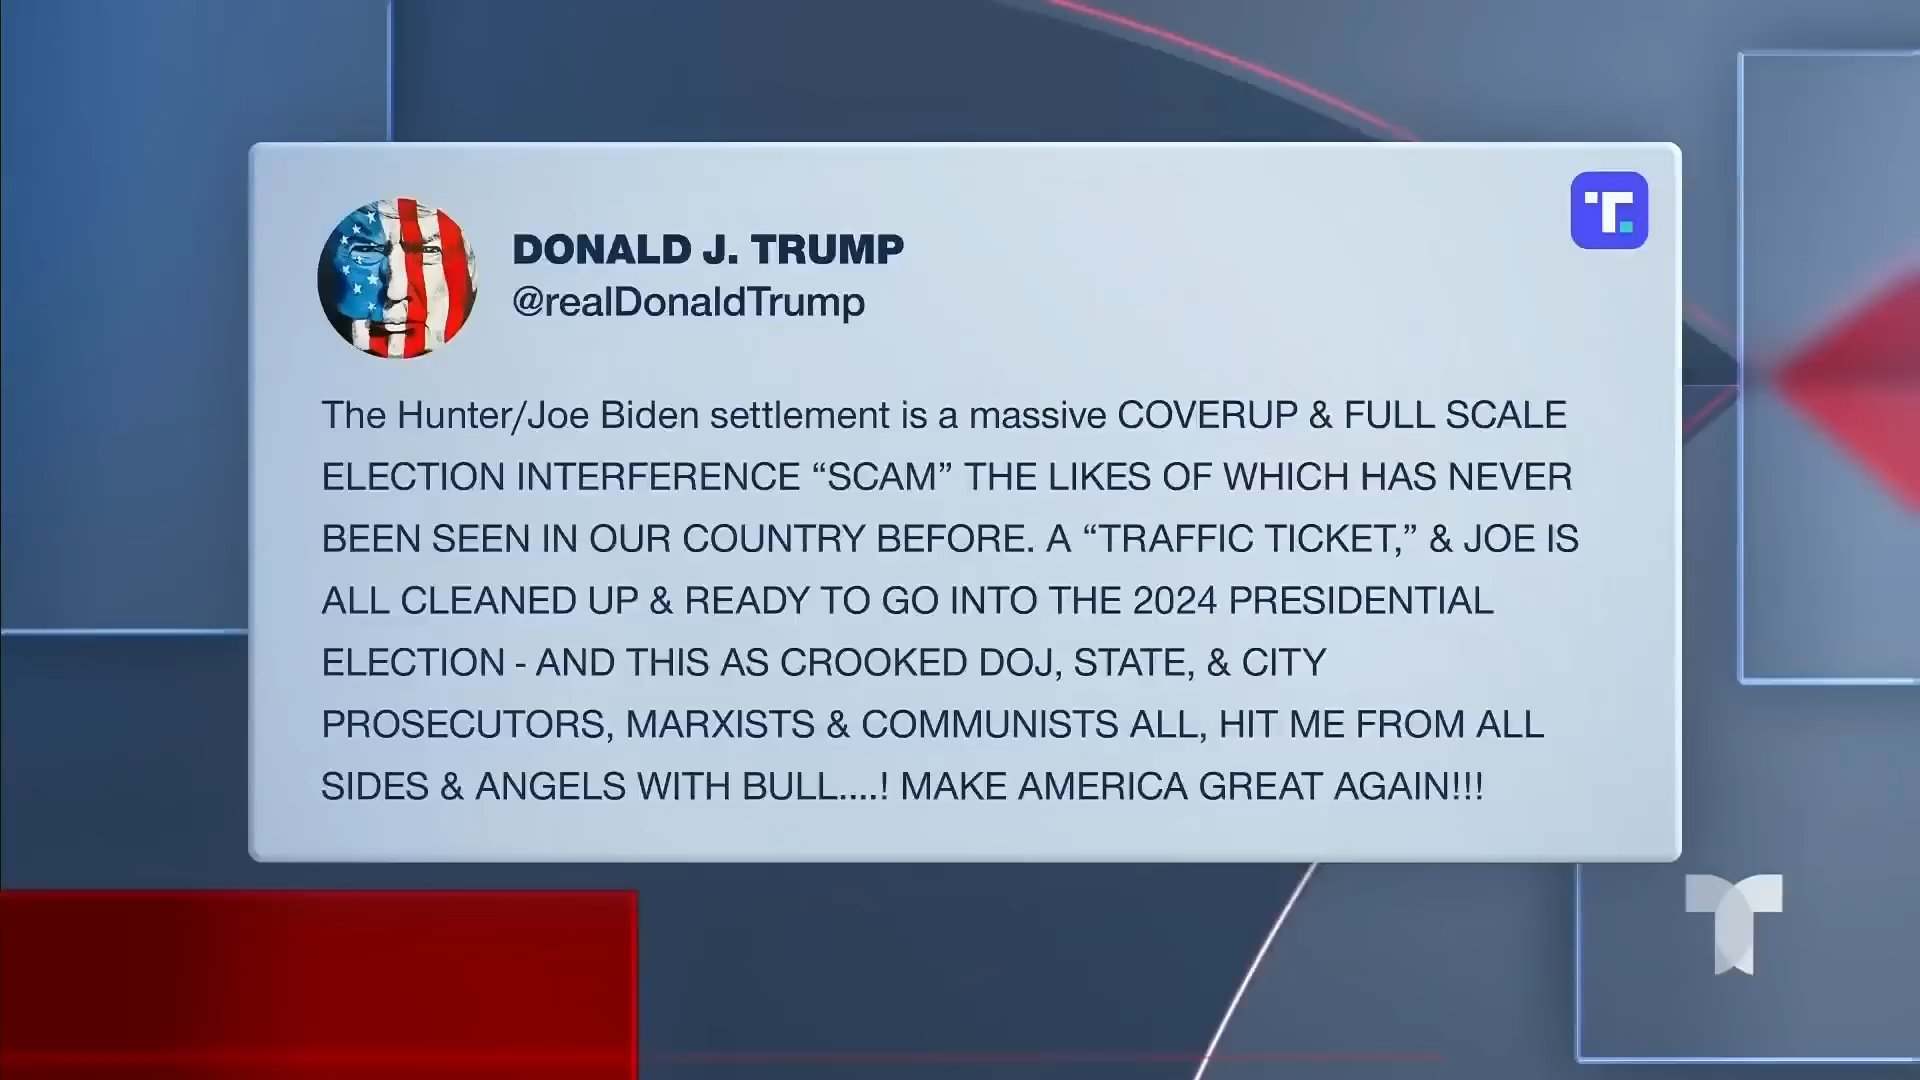 DONALD J. TRUMP
@realDonaldTrump
The Hunter/Joe Biden settlement is a massive COVERUP & FULL SCALE
ELECTION INTERFERENCE “SCAM” THE LIKES OF WHICH HAS NEVER
BEEN SEEN IN OUR COUNTRY BEFORE. A “TRAFFIC TICKET,” & JOE IS
ALL CLEANED UP & READY TO GO INTO THE 2024 PRESIDENTIAL
ELECTION - AND THIS AS CROOKED DOJ, STATE, & CITY
PROSECUTORS, MARXISTS & COMMUNISTS ALL, HIT ME FROM ALL
SIDES & ANGELS WITH BULL....! MAKE AMERICA GREAT AGAIN!!!